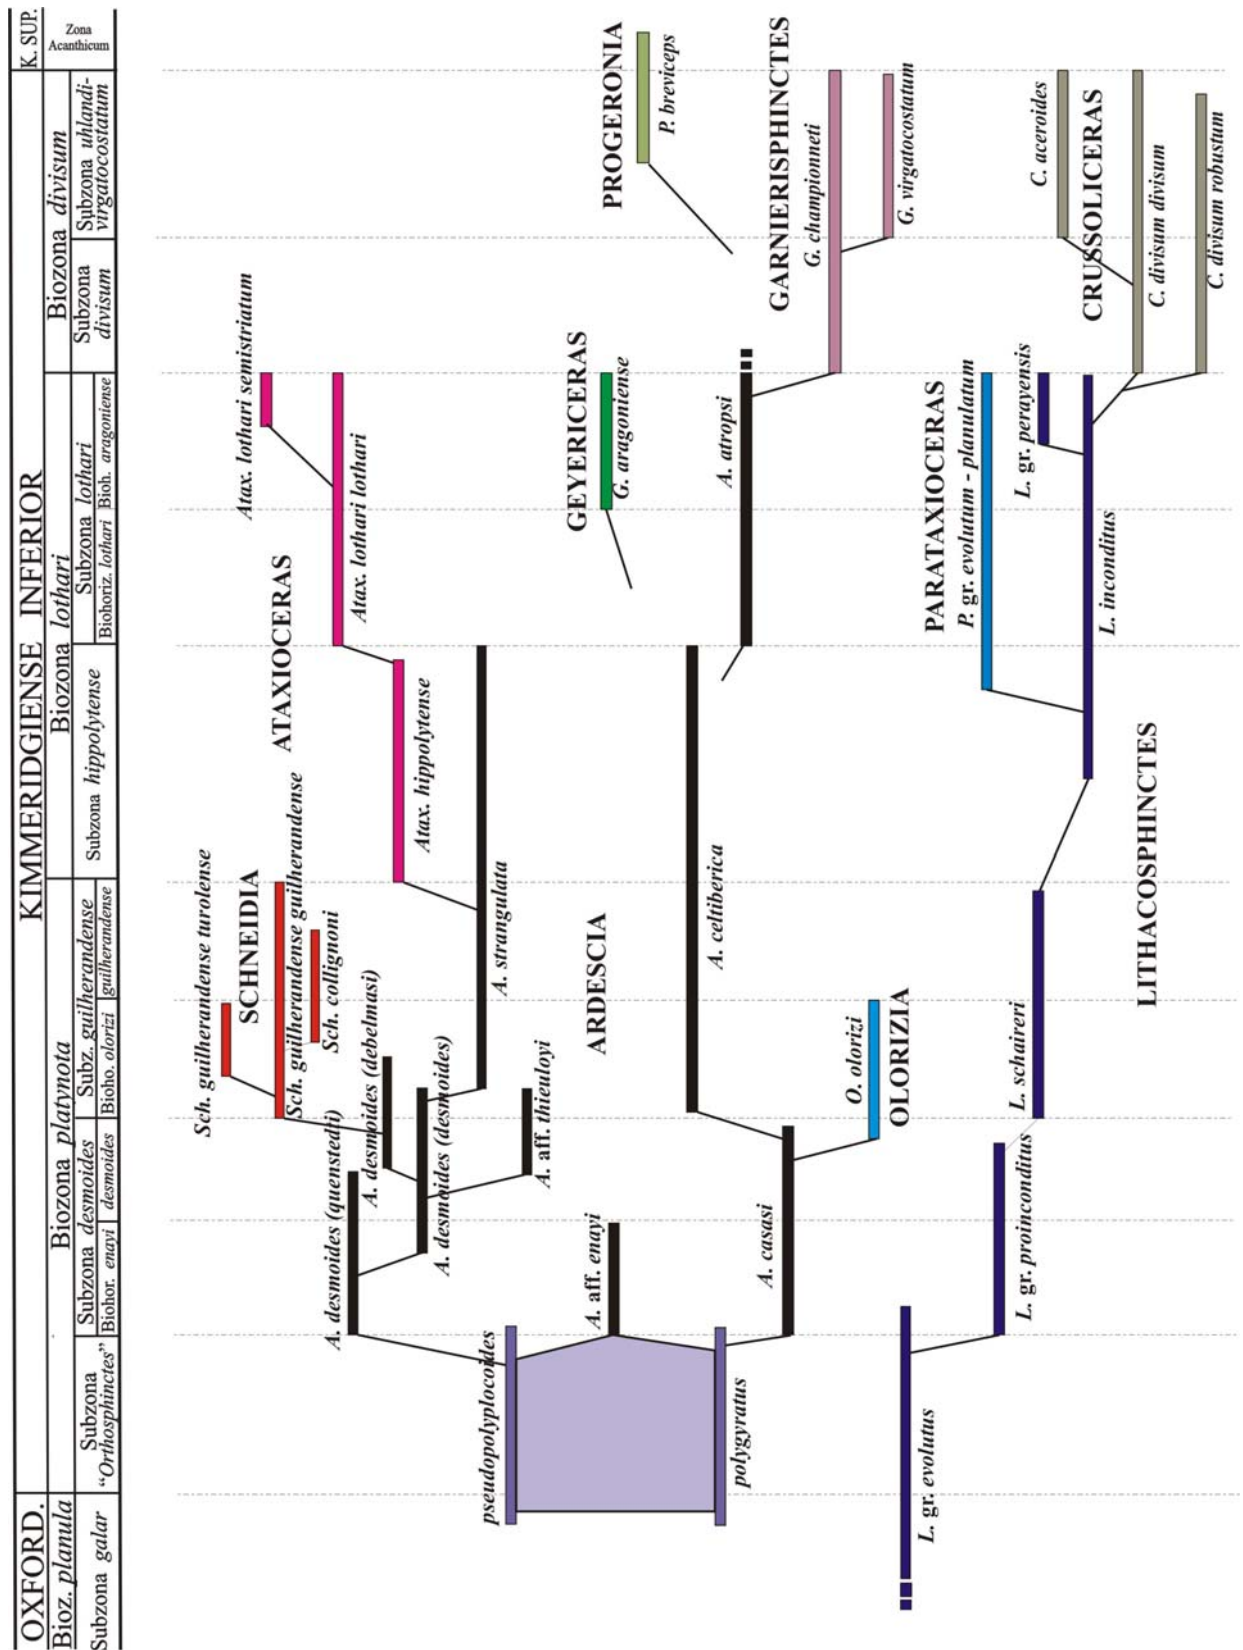 K. SUP.
Zona
Acanthicum
KIMMERIDGIENSE INFERIOR
Biozona divisum
Subzona uhlandi-
virgatocostatum
Subzona
divisum
Biozona lothari
Subzona lothari
Bioh. aragoniense
Biohoriz. lothari
Subzona hippolytense
Biozona platynota
Subz. guilherandense
guilherandense
Bioho. olorizi
Subzona desmoides
desmoides
Biohor. enayi
Subzona
“Orthosphinctes”
OXFORD.
Bioz. planula
Subzona galar
Atax. lothari semistriatum
Atax. lothari lothari
ATAXIOCERAS
Atax. hippolytense
Sch. guilherandense turolense
SCHNEIDIA
Sch. guilherandense guilherandense
Sch. collignoni
A. strangulata
A. desmoides (debelmasi)
A. desmoides (quenstedti)
A. desmoides (desmoides)
A. aff. thieuloyi
pseudopolyplocoides
PROGERONIA
P. breviceps
GEYERICERAS
G. aragoniense
ARDESCIA
A. aff. enayi
A. atropsi
A. celtiberica
A. casasi
polygyratus
GARNIERISPHINCTES
G. championneti
G. virgatocostatum
O. olorizi
OLORIZIA
PARATAXIOCERAS
P. gr. evolutum - planulatum
L. gr. perayensis
L. inconditus
L. schaireri
L. gr. proinconditus
L. gr. evolutus
LITHACOSPHINCTES
C. aceroides
CRUSSOLICERAS
C. divisum divisum
C. divisum robustum